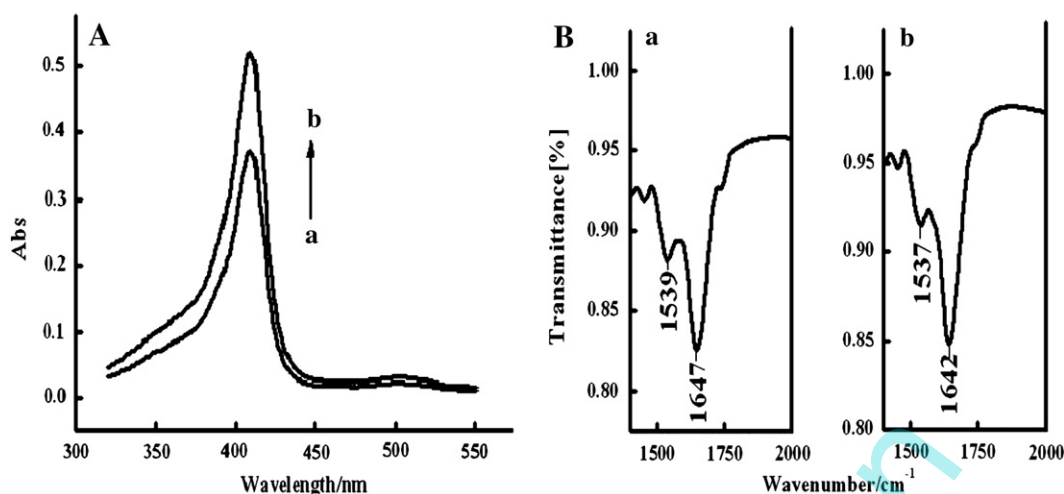 A
0.5
0.4
0.3
0.2
0.1
0.0
Abs
b
a
300 350 400 450 500 550
Wavelength/nm
B
a
1.00
0.95
0.90
0.85
0.80
Transmittance[%]
1539
1647
1500 1750 2000
b
1.00
0.95
0.90
0.85
0.80
1537
1642
1500 1750 2000
Wavenumber/cm⁻¹
n